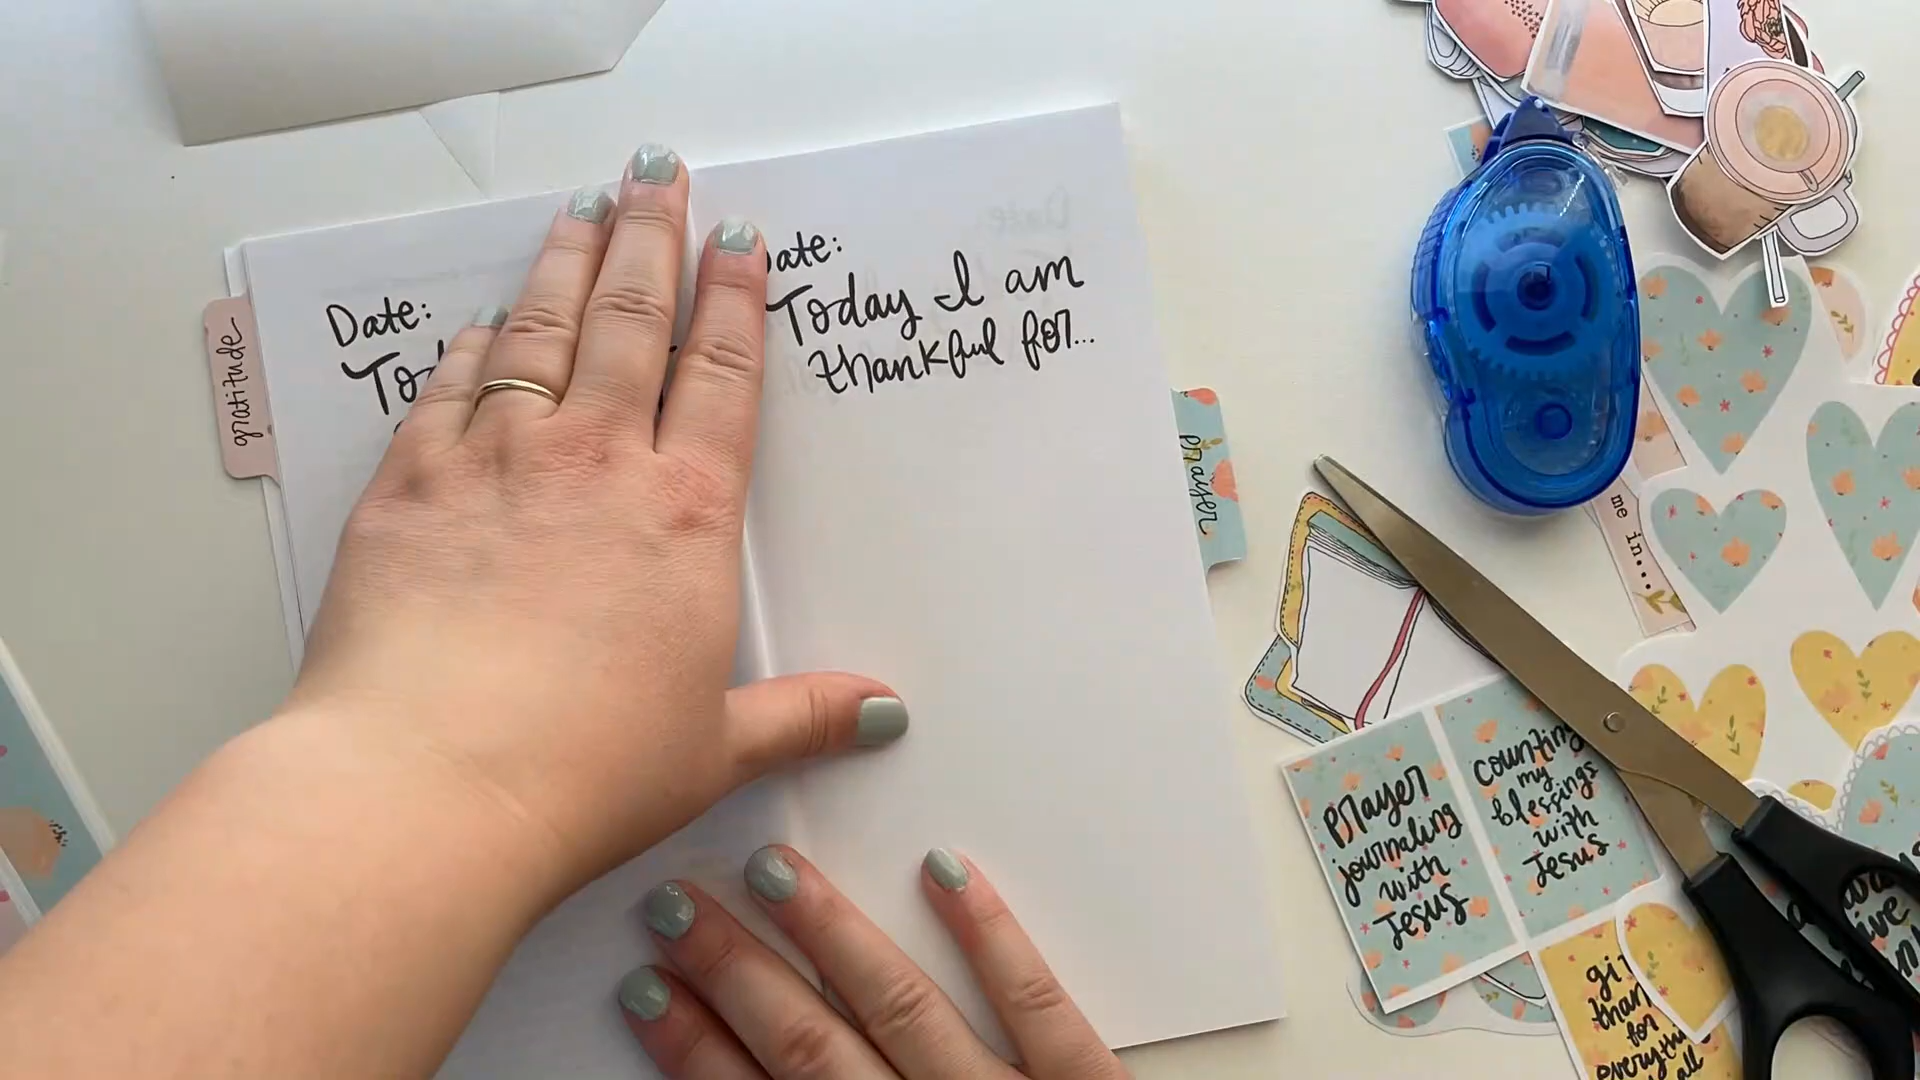 gratitude
Date:
Date:
Today I am
thankful for...
prayer
me in...
prayer
journaling
with
Jesus
counting
my
blessings
with
Jesus
for